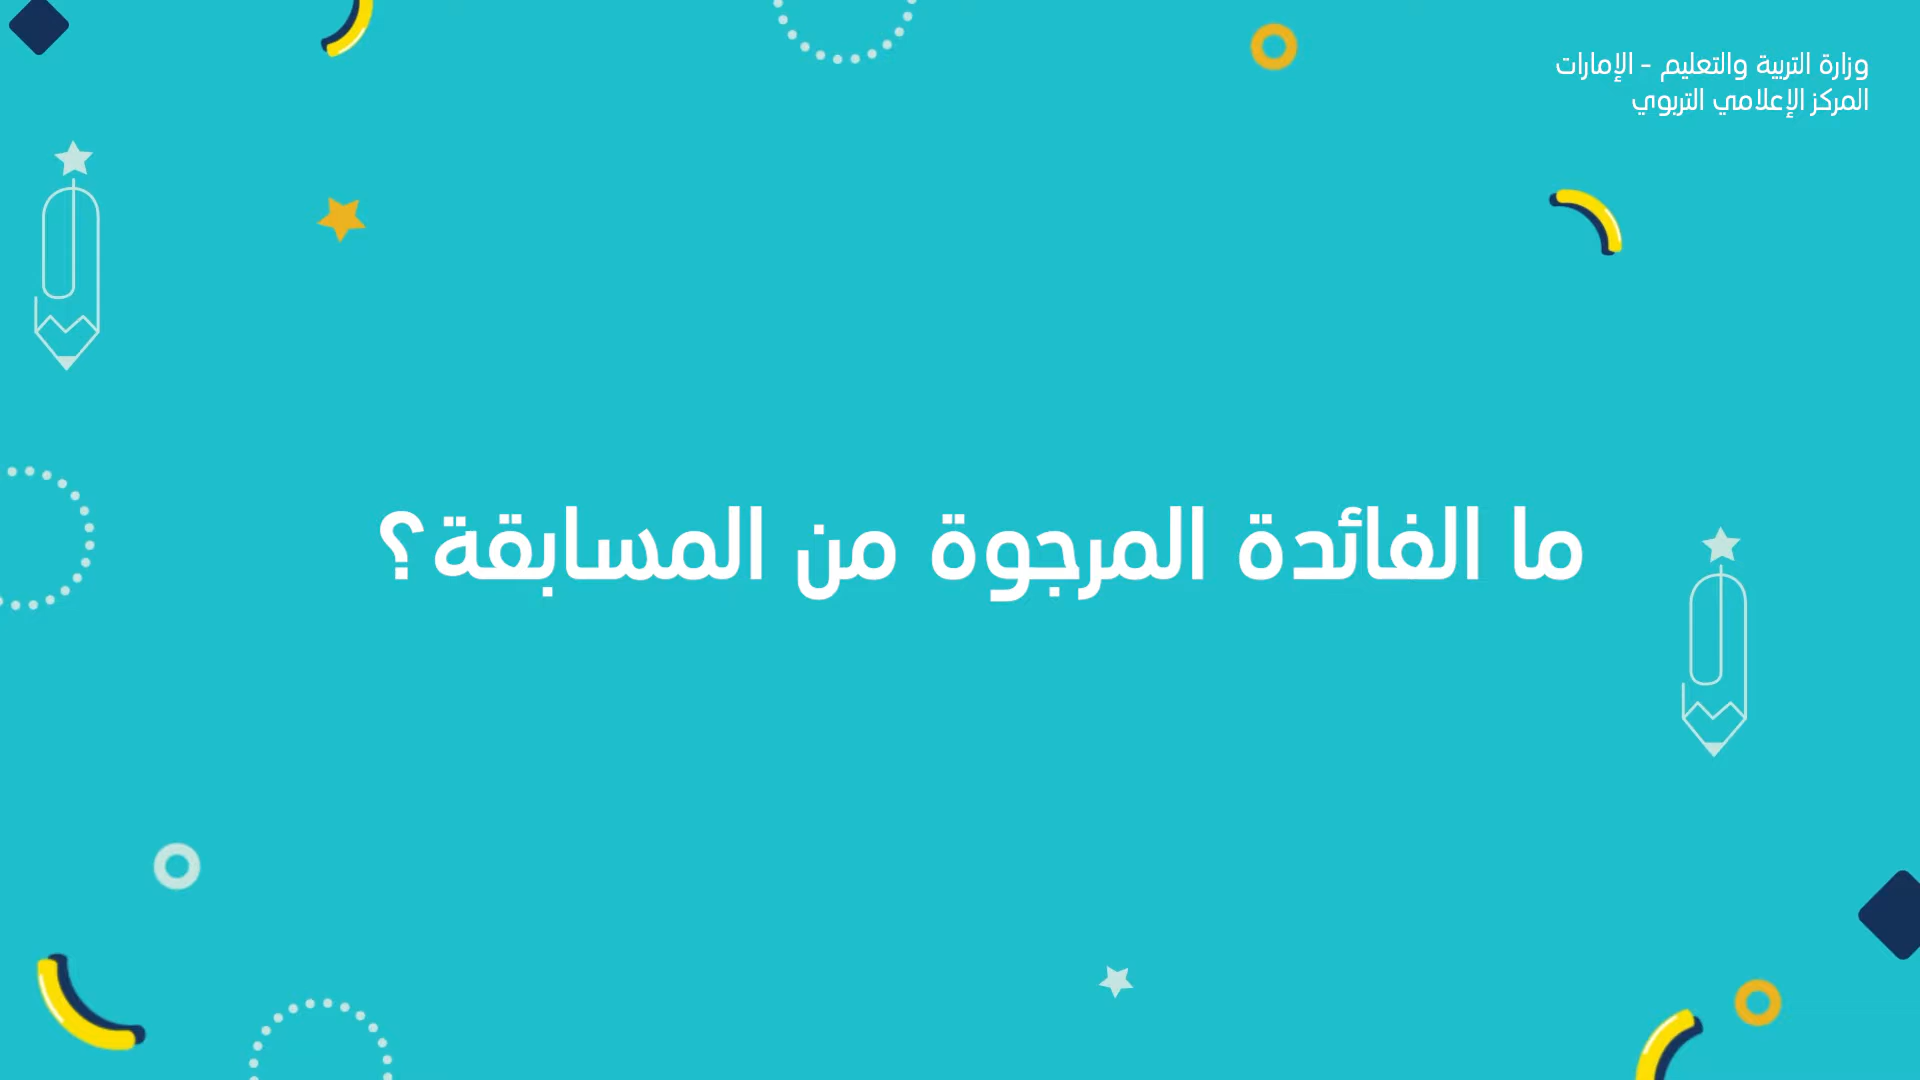 وزارة التربية والتعليم - الإمارات
المركز الإعلامي التربوي
ما الفائدة المرجوة من المسابقة؟